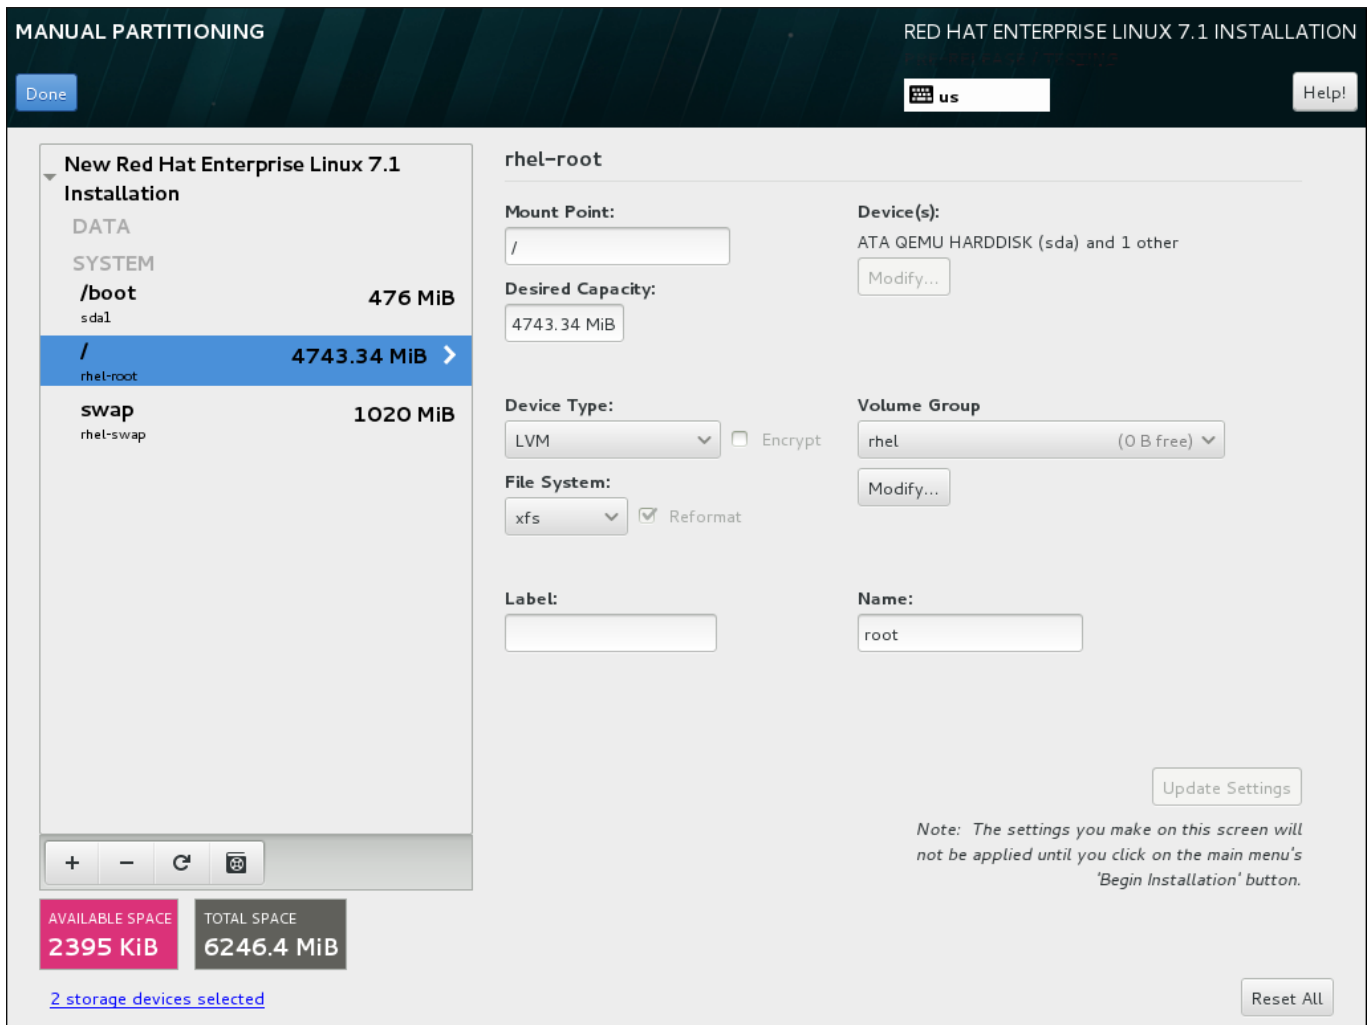 MANUAL PARTITIONING
RED HAT ENTERPRISE LINUX 7.1 INSTALLATION
Done
us
Help!
New Red Hat Enterprise Linux 7.1
Installation
DATA
SYSTEM
/boot
476 MiB
sda1
/
4743.34 MiB
rhel-root
swap
1020 MiB
rhel-swap
rhel-root
Mount Point:
/
Desired Capacity:
4743.34 MiB
Device(s):
ATA QEMU HARDDISK (sda) and 1 other
Modify...
Device Type:
LVM
Encrypt
File System:
xfs
Reformat
Volume Group
rhel (0 B free)
Modify...
Label:
Name:
root
Update Settings
Note: The settings you make on this screen will
not be applied until you click on the main menu's
'Begin Installation' button.
AVAILABLE SPACE
2395 KiB
TOTAL SPACE
6246.4 MiB
2 storage devices selected
Reset All